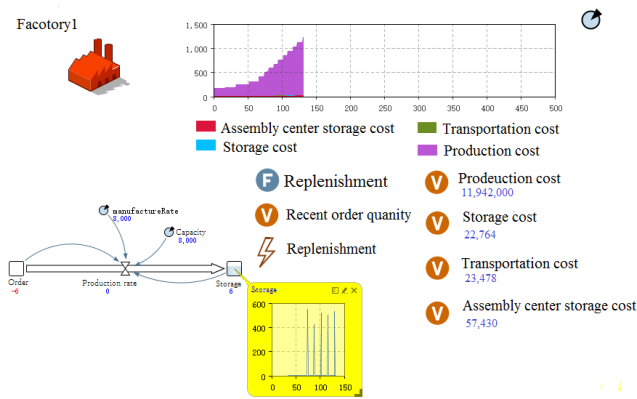 Facotory1
1,500
1,000
500
0
0 50 100 150 200 250 300 350 400 450 500
Assembly center storage cost
Transportation cost
Storage cost
Production cost
Replenishment
Prodeuction cost
11,942,000
manufactureRate
8,000
Recent order quanity
Storage cost
22,764
Capacity
8,000
Replenishment
Transportation cost
23,478
Order
-6
Production rate
0
Storage
6
Storage
600
400
200
0
0 50 100 150
Assembly center storage cost
57,430
F
V
V
V
V
V